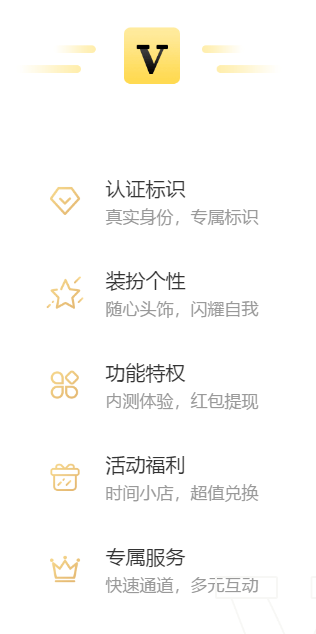 V
认证标识
真实身份，专属标识
装扮个性
随心头饰，闪耀自我
功能特权
内测体验，红包提现
活动福利
时间小店，超值兑换
专属服务
快速通道，多元互动